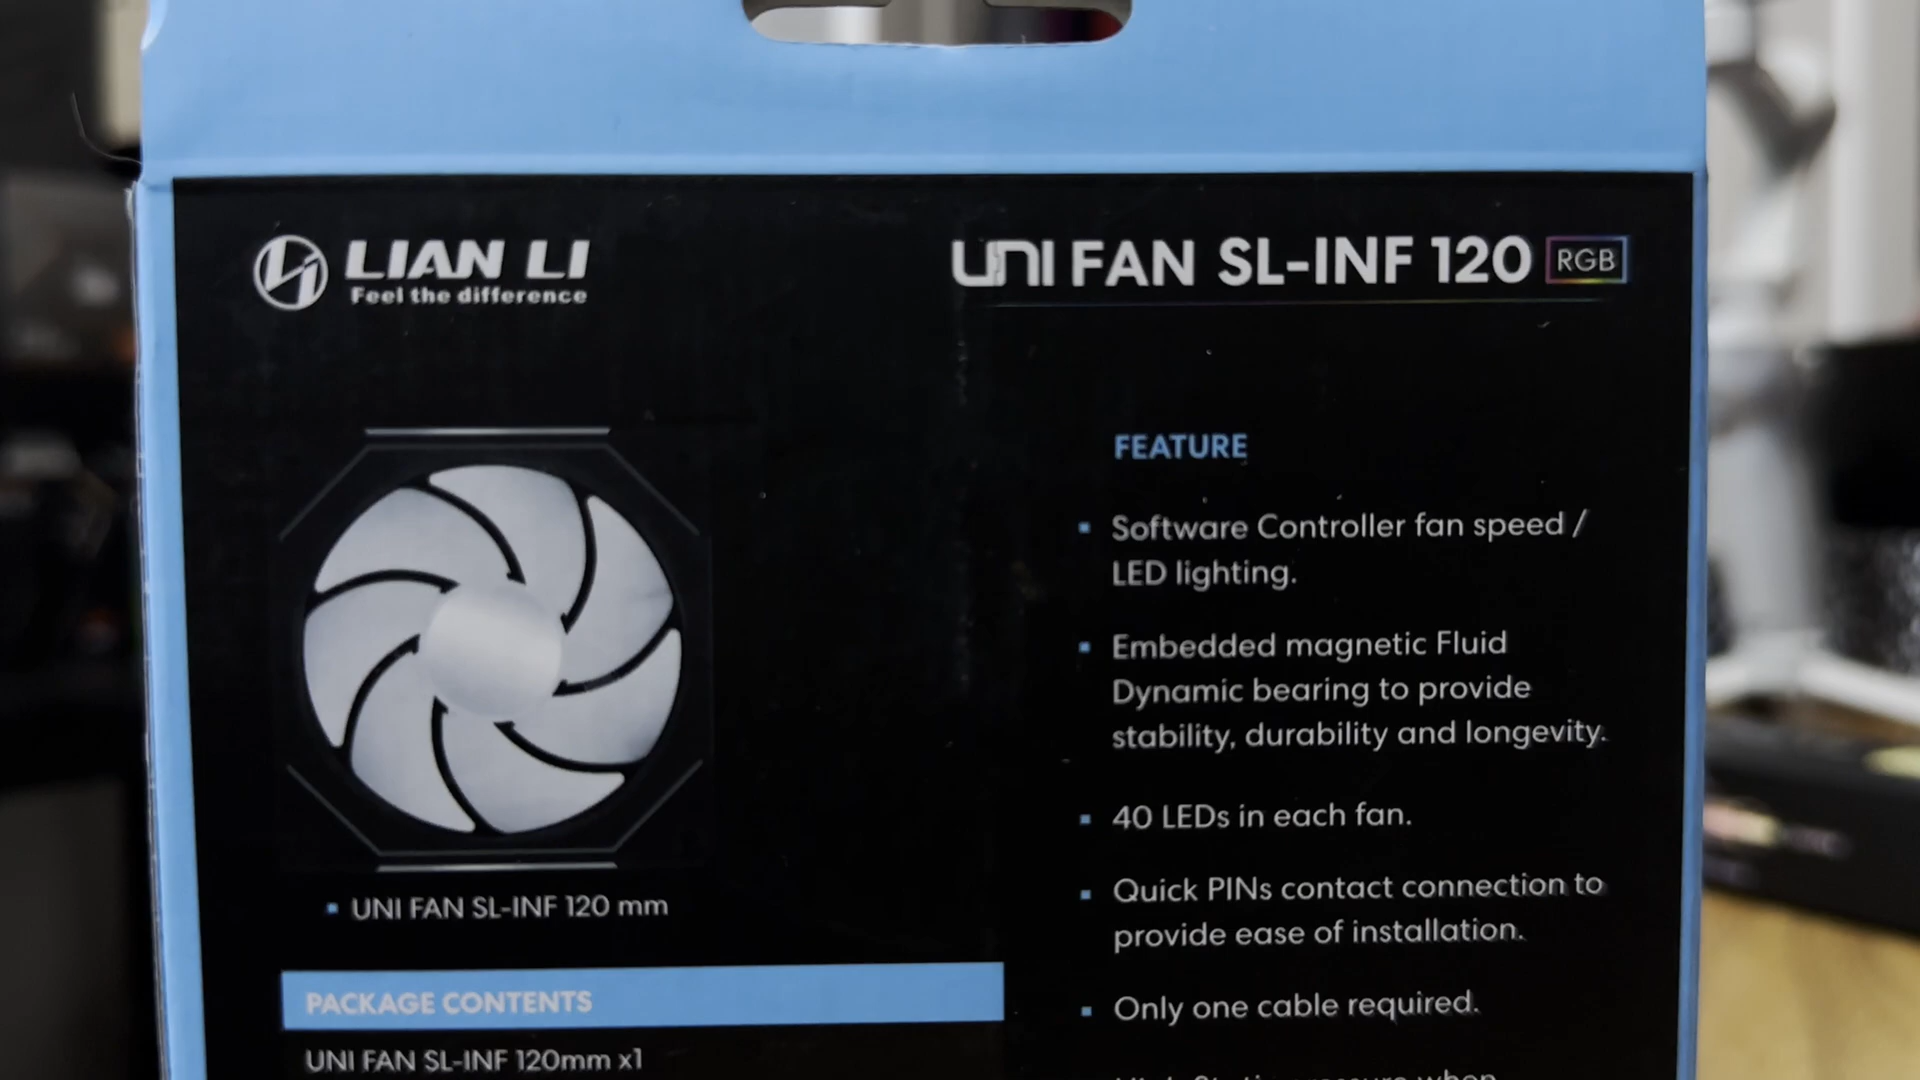 LIAN LI
Feel the difference
UNI FAN SL-INF 120 RGB
FEATURE
▪ Software Controller fan speed /
LED lighting.
▪ Embedded magnetic Fluid
Dynamic bearing to provide
stability, durability and longevity.
▪ 40 LEDs in each fan.
▪ Quick PINs contact connection to
provide ease of installation.
▪ Only one cable required.
▪ UNI FAN SL-INF 120 mm
PACKAGE CONTENTS
UNI FAN SL-INF 120mm x1